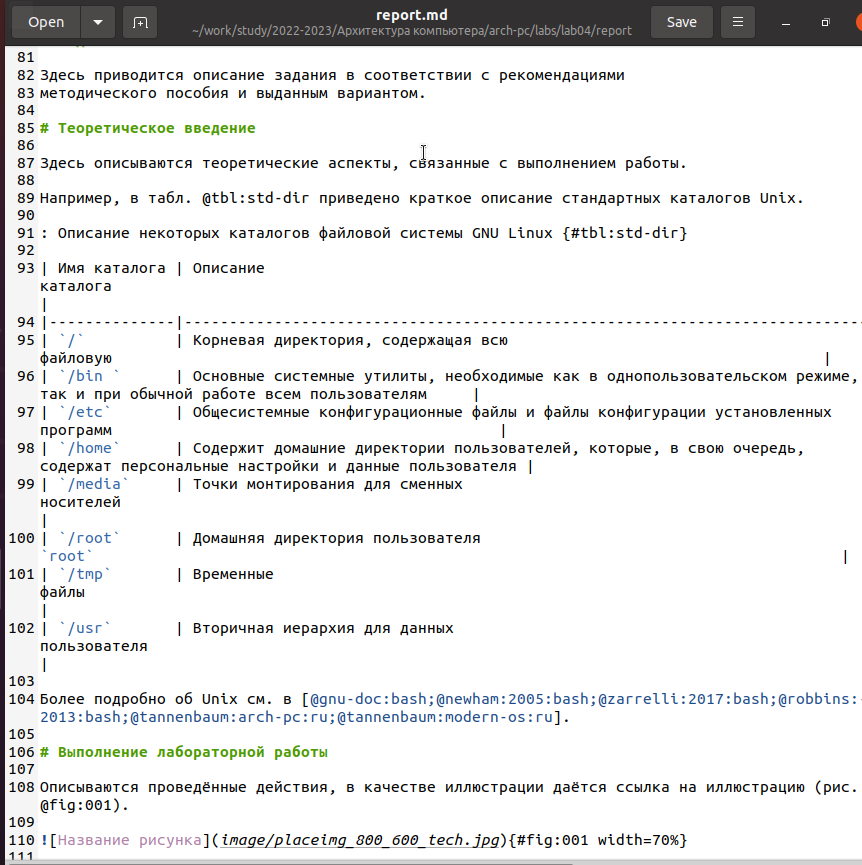 Open
report.md
~/work/study/2022-2023/Архитектура компьютера/arch-pc/labs/lab04/report
Save
81
82 Здесь приводится описание задания в соответствии с рекомендациями
83 методического пособия и выданным вариантом.
84
85 # Теоретическое введение
86
87 Здесь описываются теоретические аспекты, связанные с выполнением работы.
88
89 Например, в табл. @tbl:std-dir приведено краткое описание стандартных каталогов Unix.
90
91 : Описание некоторых каталогов файловой системы GNU Linux {#tbl:std-dir}
92
93 | Имя каталога | Описание
каталога
|
94 |--------------|---------------------------------------------------------------------------
95 | `/`          | Корневая директория, содержащая всю
файловую                                                                               |
96 | `/bin `      | Основные системные утилиты, необходимые как в однопользовательском режиме,
так и при обычной работе всем пользователям     |
97 | `/etc`       | Общесистемные конфигурационные файлы и файлы конфигурации установленных
программ                                           |
98 | `/home`      | Содержит домашние директории пользователей, которые, в свою очередь,
содержат персональные настройки и данные пользователя |
99 | `/media`     | Точки монтирования для сменных
носителей
|
100 | `/root`      | Домашняя директория пользователя
`root`                                                                                   |
101 | `/tmp`       | Временные
файлы
|
102 | `/usr`       | Вторичная иерархия для данных
пользователя
|
103
104 Более подробно об Unix см. в [@gnu-doc:bash;@newham:2005:bash;@zarrelli:2017:bash;@robbins:
2013:bash;@tannenbaum:arch-pc:ru;@tannenbaum:modern-os:ru].
105
106 # Выполнение лабораторной работы
107
108 Описываются проведённые действия, в качестве иллюстрации даётся ссылка на иллюстрацию (рис.
@fig:001).
109
110 ![Название рисунка](image/placeimg_800_600_tech.jpg){#fig:001 width=70%}
111